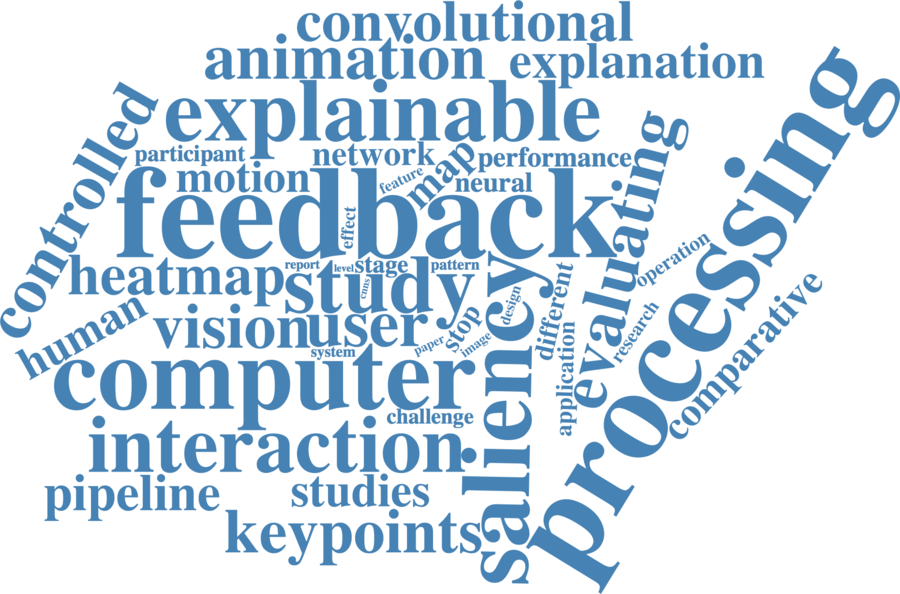 convolutional
animation
explanation
explainable
controlled
participant
network
map
performance
evaluating
processing
motion
feature
neural
feedback
effect
heatmap
report
level
stage
pattern
operation
study
cnns
design
different
saliency
human
vision
user
stop
research
comparative
system
paper
image
application
computer
challenge
interaction
pipeline
studies
keypoints